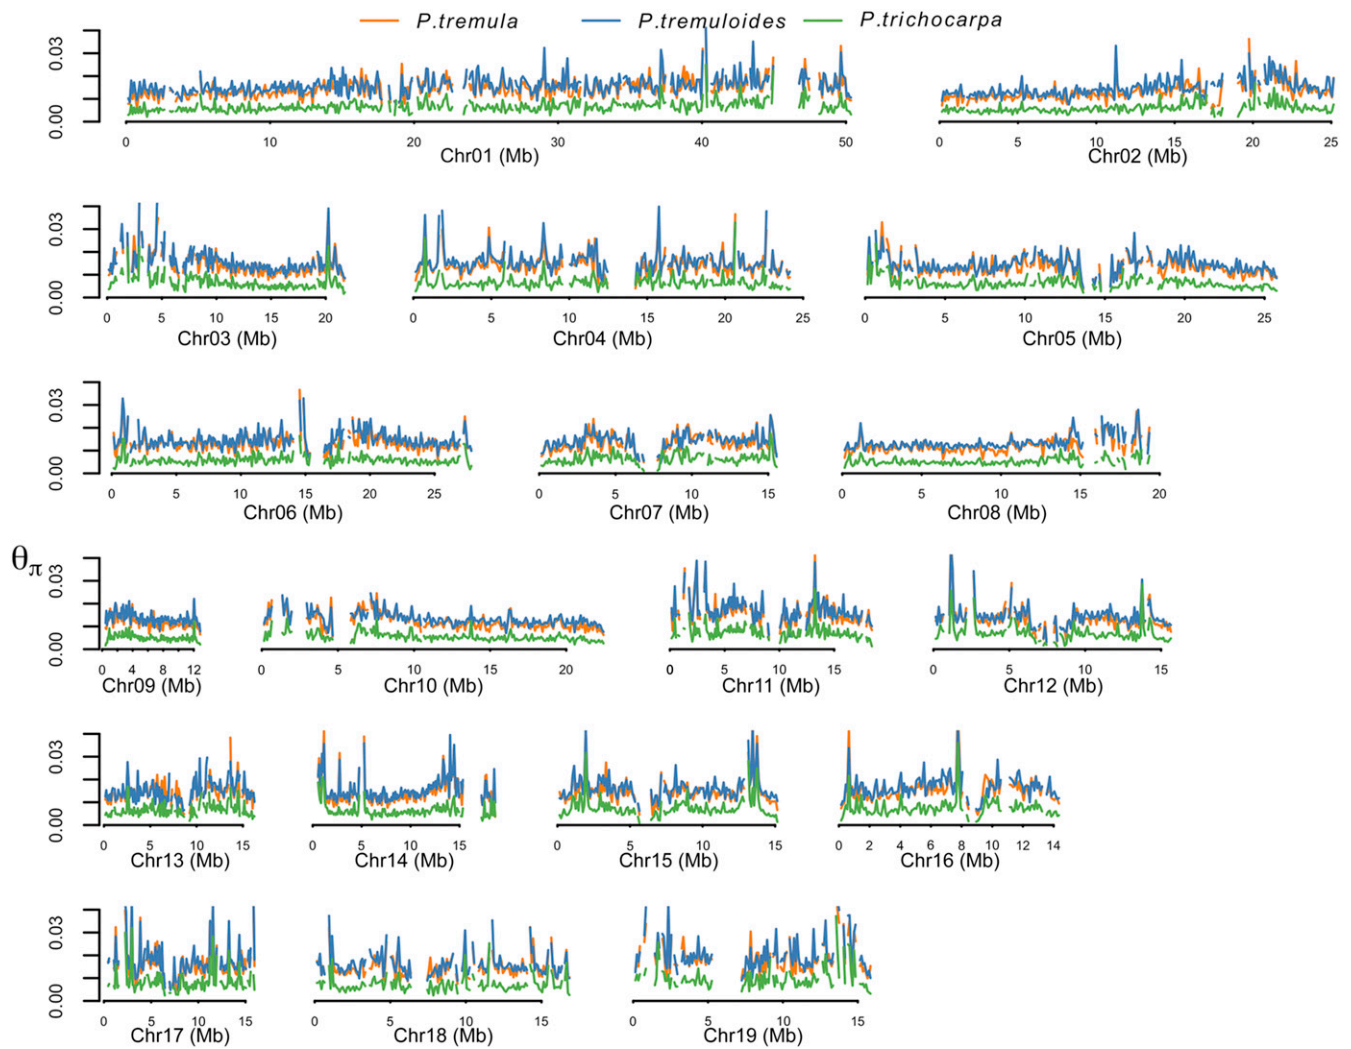 P.tremula P.tremuloides P.trichocarpa
0.00 0.03
0 10 20 30 40 50 0 5 10 15 20 25
Chr01 (Mb) Chr02 (Mb)
0.00 0.03
0 5 10 15 20 0 5 10 15 20 25 0 5 10 15 20 25
Chr03 (Mb) Chr04 (Mb) Chr05 (Mb)
0.00 0.03
0 5 10 15 20 25 0 5 10 15 0 5 10 15 20
Chr06 (Mb) Chr07 (Mb) Chr08 (Mb)
θπ
0.00 0.03
0 2 4 6 8 12 0 5 10 15 20 0 5 10 15 0 5 10 15
Chr09 (Mb) Chr10 (Mb) Chr11 (Mb) Chr12 (Mb)
0.00 0.03
0 5 10 15 0 5 10 15 0 5 10 15 0 2 4 6 8 10 12 14
Chr13 (Mb) Chr14 (Mb) Chr15 (Mb) Chr16 (Mb)
0.00 0.03
0 5 10 15 0 5 10 15 0 5 10 15
Chr17 (Mb) Chr18 (Mb) Chr19 (Mb)